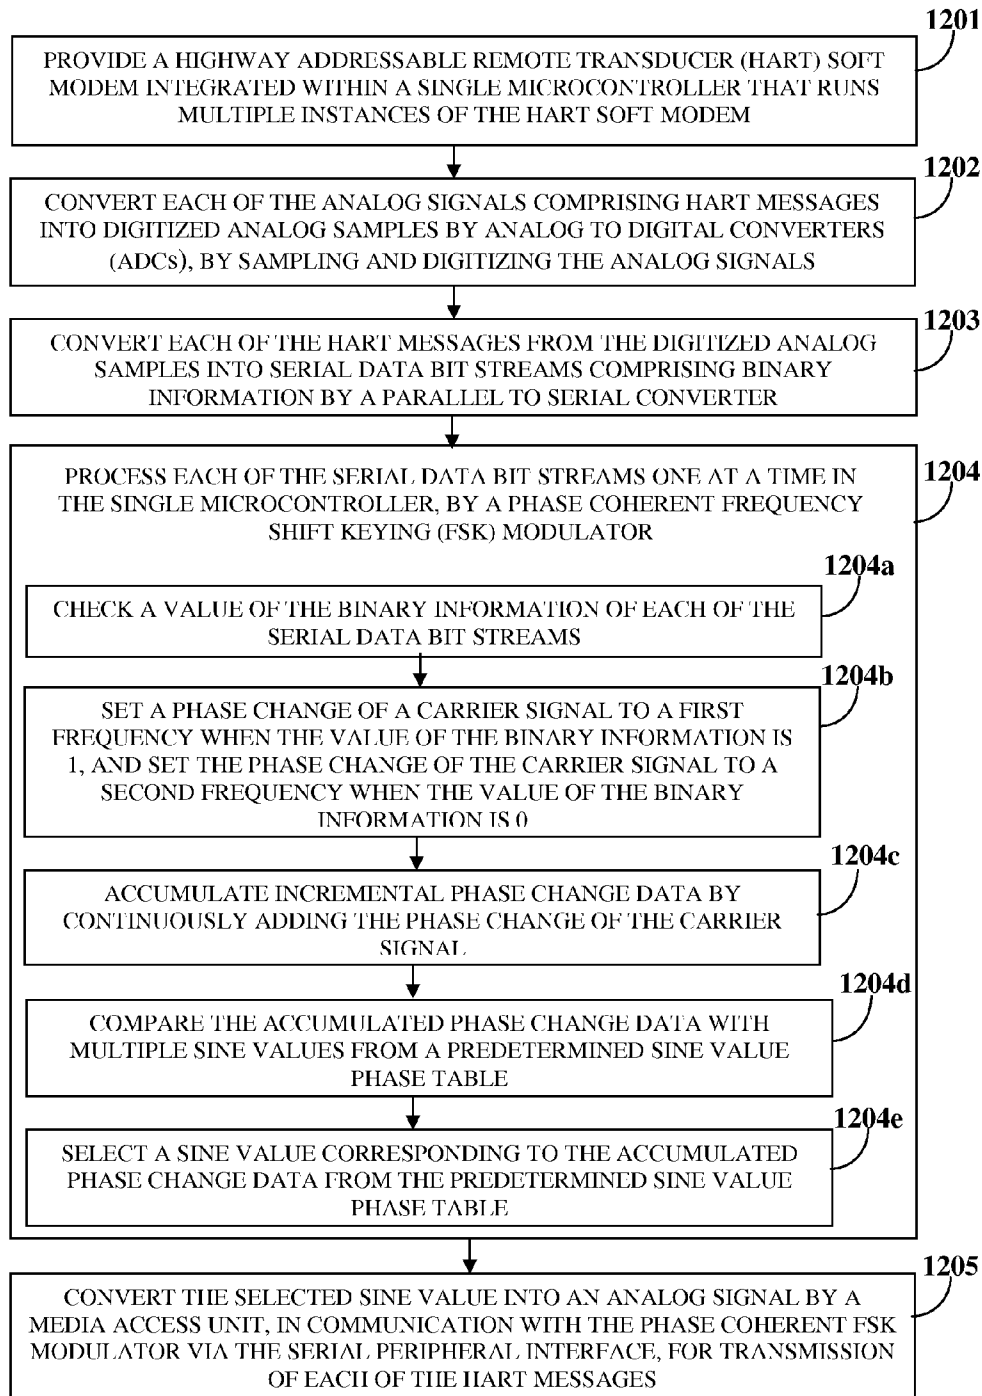 1201
PROVIDE A HIGHWAY ADDRESSABLE REMOTE TRANSDUCER (HART) SOFT
MODEM INTEGRATED WITHIN A SINGLE MICROCONTROLLER THAT RUNS
MULTIPLE INSTANCES OF THE HART SOFT MODEM
1202
CONVERT EACH OF THE ANALOG SIGNALS COMPRISING HART MESSAGES
INTO DIGITIZED ANALOG SAMPLES BY ANALOG TO DIGITAL CONVERTERS
(ADCs), BY SAMPLING AND DIGITIZING THE ANALOG SIGNALS
1203
CONVERT EACH OF THE HART MESSAGES FROM THE DIGITIZED ANALOG
SAMPLES INTO SERIAL DATA BIT STREAMS COMPRISING BINARY
INFORMATION BY A PARALLEL TO SERIAL CONVERTER
1204
PROCESS EACH OF THE SERIAL DATA BIT STREAMS ONE AT A TIME IN
THE SINGLE MICROCONTROLLER, BY A PHASE COHERENT FREQUENCY
SHIFT KEYING (FSK) MODULATOR
1204a
CHECK A VALUE OF THE BINARY INFORMATION OF EACH OF THE
SERIAL DATA BIT STREAMS
1204b
SET A PHASE CHANGE OF A CARRIER SIGNAL TO A FIRST
FREQUENCY WHEN THE VALUE OF THE BINARY INFORMATION IS
1, AND SET THE PHASE CHANGE OF THE CARRIER SIGNAL TO A
SECOND FREQUENCY WHEN THE VALUE OF THE BINARY
INFORMATION IS 0
1204c
ACCUMULATE INCREMENTAL PHASE CHANGE DATA BY
CONTINUOUSLY ADDING THE PHASE CHANGE OF THE CARRIER
SIGNAL
1204d
COMPARE THE ACCUMULATED PHASE CHANGE DATA WITH
MULTIPLE SINE VALUES FROM A PREDETERMINED SINE VALUE
PHASE TABLE
1204e
SELECT A SINE VALUE CORRESPONDING TO THE ACCUMULATED
PHASE CHANGE DATA FROM THE PREDETERMINED SINE VALUE
PHASE TABLE
1205
CONVERT THE SELECTED SINE VALUE INTO AN ANALOG SIGNAL BY A
MEDIA ACCESS UNIT, IN COMMUNICATION WITH THE PHASE COHERENT FSK
MODULATOR VIA THE SERIAL PERIPHERAL INTERFACE, FOR TRANSMISSION
OF EACH OF THE HART MESSAGES